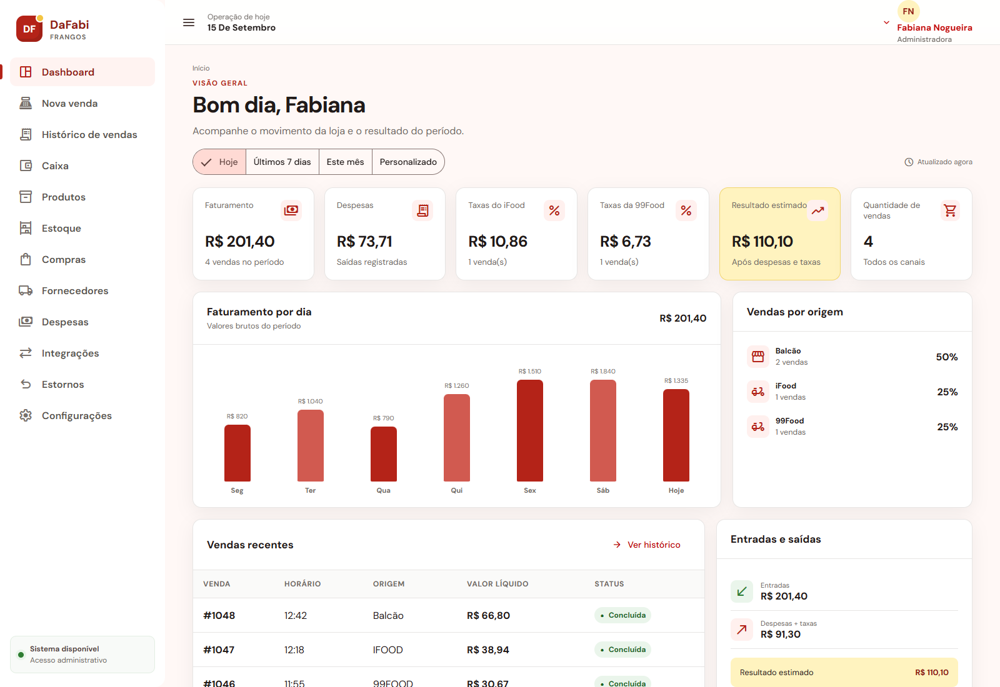 DF
DaFabi
FRANGOS
Dashboard
Nova venda
Histórico de vendas
Caixa
Produtos
Estoque
Compras
Fornecedores
Despesas
Integrações
Estornos
Configurações
Sistema disponível
Acesso administrativo
Operação de hoje
15 De Setembro
FN
Fabiana Nogueira
Administradora
Início
VISÃO GERAL
Bom dia, Fabiana
Acompanhe o movimento da loja e o resultado do período.
Hoje Últimos 7 dias Este mês Personalizado
Atualizado agora
Faturamento
R$ 201,40
4 vendas no período
Despesas
R$ 73,71
Saídas registradas
Taxas do iFood
R$ 10,86
1 venda(s)
Taxas da 99Food
R$ 6,73
1 venda(s)
Resultado estimado
R$ 110,10
Após despesas e taxas
Quantidade de
vendas
4
Todos os canais
Faturamento por dia
Valores brutos do período
R$ 201,40
R$ 820 R$ 1.040 R$ 790 R$ 1.260 R$ 1.510 R$ 1.840 R$ 1.335
Seg Ter Qua Qui Sex Sáb Hoje
Vendas por origem
Balcão
2 vendas
50%
iFood
1 vendas
25%
99Food
1 vendas
25%
Vendas recentes
Ver histórico
VENDA HORÁRIO ORIGEM VALOR LÍQUIDO STATUS
#1048 12:42 Balcão R$ 66,80 Concluída
#1047 12:18 IFOOD R$ 38,94 Concluída
#1046 11:55 99FOOD R$ 30,67 Concluída
Entradas e saídas
Entradas
R$ 201,40
Despesas + taxas
R$ 91,30
Resultado estimado R$ 110,10